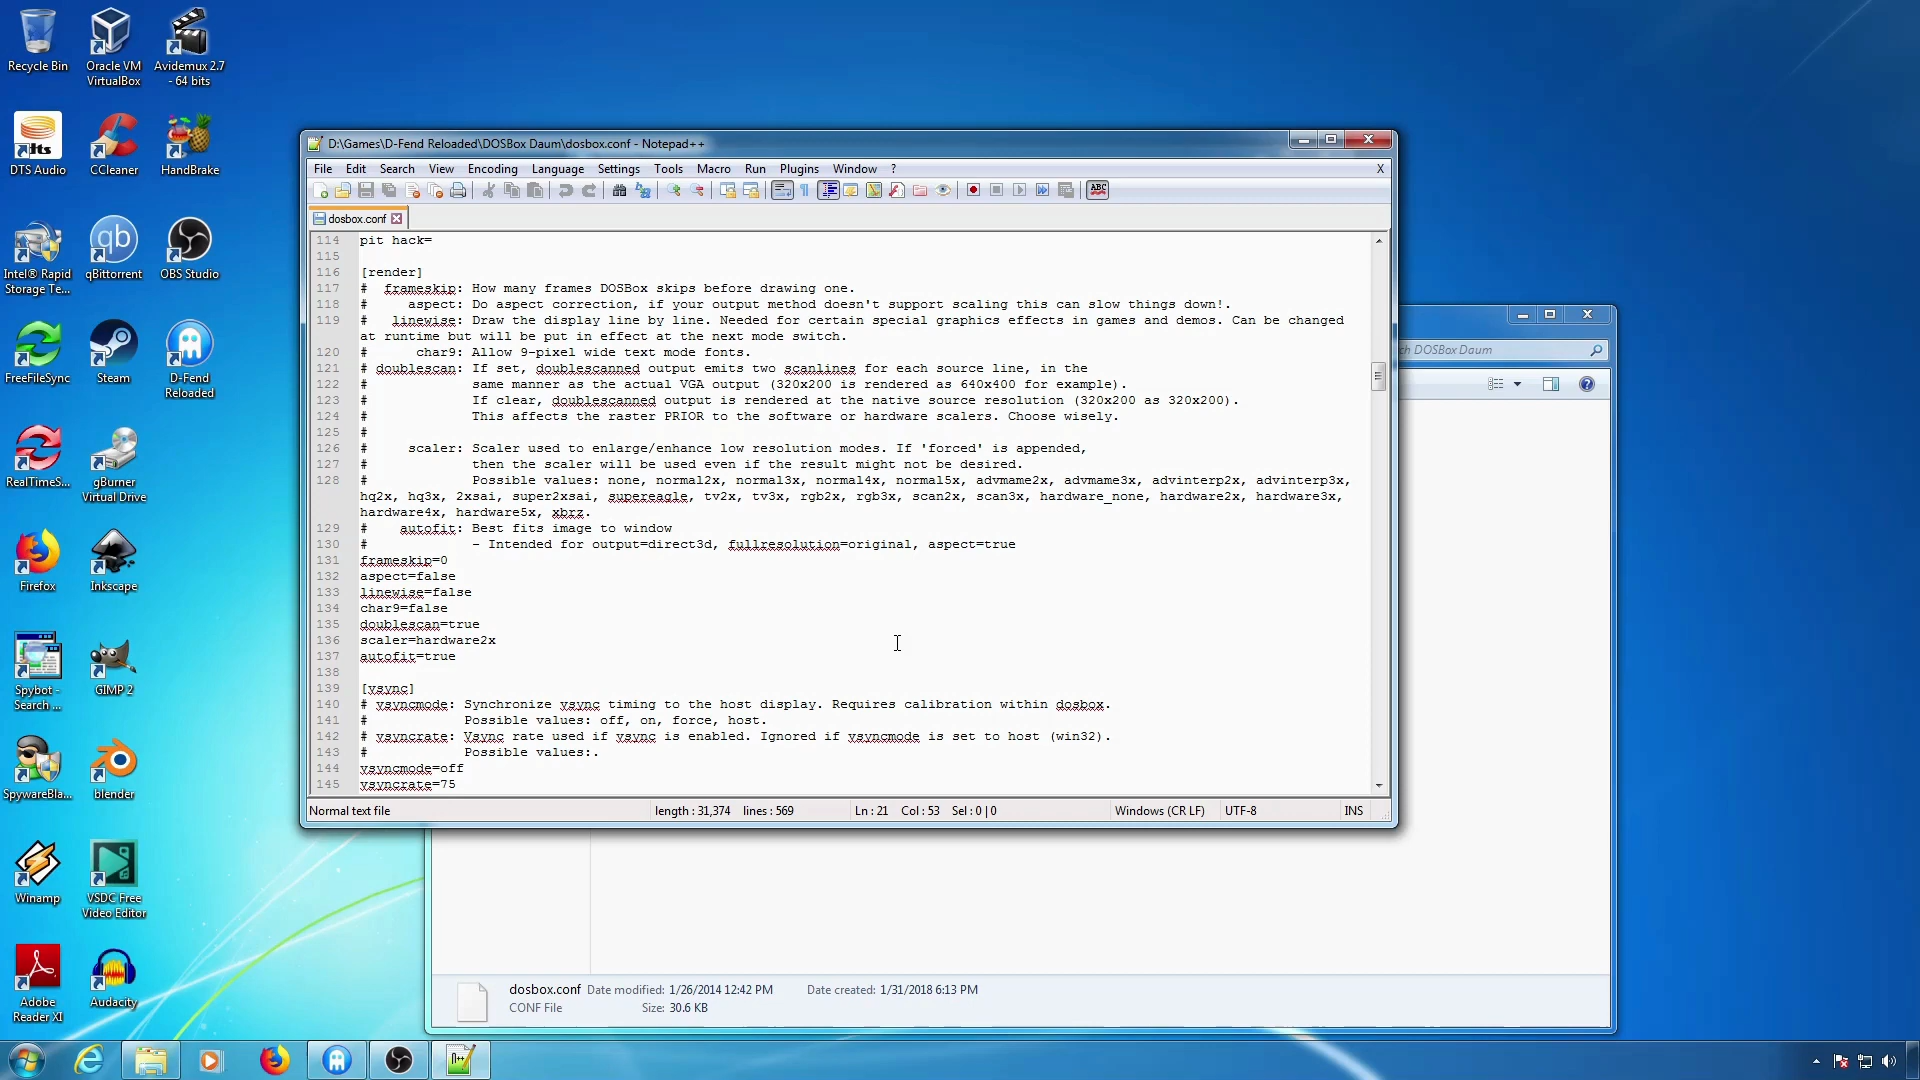 Recycle Bin
Oracle VM
VirtualBox
Avidemux 2.7
- 64 bits
DTS Audio
CCleaner
HandBrake
Intel® Rapid
Storage Te...
qBittorrent
OBS Studio
FreeFileSync
Steam
D-Fend
Reloaded
RealTimeS...
gBurner
Virtual Drive
Firefox
Inkscape
Spybot -
Search ...
GIMP 2
SpywareBla...
blender
Winamp
VSDC Free
Video Editor
Adobe
Reader XI
Audacity
D:\Games\D-Fend Reloaded\DOSBox Daum\dosbox.conf - Notepad++
File Edit Search View Encoding Language Settings Tools Macro Run Plugins Window ? X
dosbox.conf
114 pit hack=
115
116 [render]
117 # frameskip: How many frames DOSBox skips before drawing one.
118 # aspect: Do aspect correction, if your output method doesn't support scaling this can slow things down!.
119 # linewise: Draw the display line by line. Needed for certain special graphics effects in games and demos. Can be changed
at runtime but will be put in effect at the next mode switch.
120 # char9: Allow 9-pixel wide text mode fonts.
121 # doublescan: If set, doublescanned output emits two scanlines for each source line, in the
122 # same manner as the actual VGA output (320x200 is rendered as 640x400 for example).
123 # If clear, doublescanned output is rendered at the native source resolution (320x200 as 320x200).
124 # This affects the raster PRIOR to the software or hardware scalers. Choose wisely.
125 #
126 # scaler: Scaler used to enlarge/enhance low resolution modes. If 'forced' is appended,
127 # then the scaler will be used even if the result might not be desired.
128 # Possible values: none, normal2x, normal3x, normal4x, normal5x, advmame2x, advmame3x, advinterp2x, advinterp3x,
hq2x, hq3x, 2xsai, super2xsai, supereagle, tv2x, tv3x, rgb2x, rgb3x, scan2x, scan3x, hardware_none, hardware2x, hardware3x,
hardware4x, hardware5x, xbrz.
129 # autofit: Best fits image to window
130 # - Intended for output=direct3d, fullresolution=original, aspect=true
131 frameskip=0
132 aspect=false
133 linewise=false
134 char9=false
135 doublescan=true
136 scaler=hardware2x
137 autofit=true
138
139 [vsync]
140 # vsyncmode: Synchronize vsync timing to the host display. Requires calibration within dosbox.
141 # Possible values: off, on, force, host.
142 # vsyncrate: Vsync rate used if vsync is enabled. Ignored if vsyncmode is set to host (win32).
143 # Possible values:.
144 vsyncmode=off
145 vsyncrate=75
Normal text file length : 31,374 lines : 569 Ln : 21 Col : 53 Sel : 0 | 0 Windows (CR LF) UTF-8 INS
DOSBox Daum
dosbox.conf Date modified: 1/26/2014 12:42 PM Date created: 1/31/2018 6:13 PM
CONF File Size: 30.6 KB